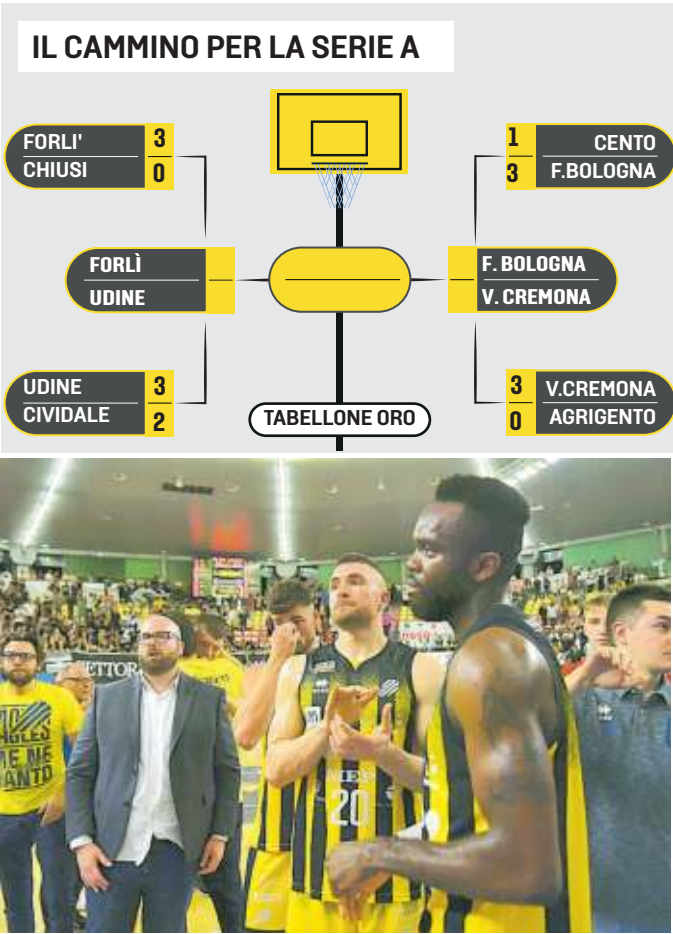 IL CAMMINO PER LA SERIE A
FORLI' 3
CHIUSI 0
1 CENTO
3 F.BOLOGNA
FORLÌ
UDINE
F. BOLOGNA
V. CREMONA
UDINE 3
CIVIDALE 2
3 V.CREMONA
0 AGRIGENTO
TABELLONE ORO
20